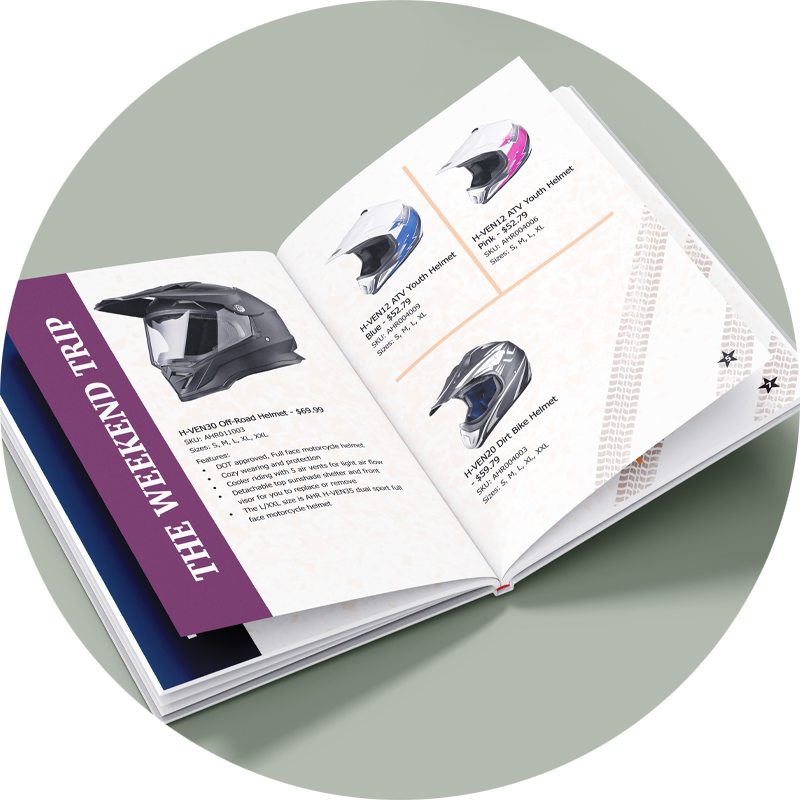 THE WEEKEND TRIP
H-VEN30 Off-Road Helmet - $69.99
SKU: AHR011003
Sizes: S, M, L, XL, XXL
Features:
• DOT approved, Full face motorcycle helmet
• Cozy wearing and protection
• Cooler riding with 5 air vents for light air flow
• Detachable top sunshade shelter and front
• visor for you to replace or remove
• The L/XXL size is AHR H-VEN35 dual sport full
face motorcycle helmet
H-VEN12 ATV Youth Helmet
Blue - $52.79
SKU: AHR004009
Sizes: S, M, L, XL
H-VEN12 ATV Youth Helmet
Pink - $52.79
SKU: AHR004006
Sizes: S, M, L, XL
H-VEN20 Dirt Bike Helmet
- $59.79
SKU: AHR004003
Sizes: S, M, L, XL, XXL